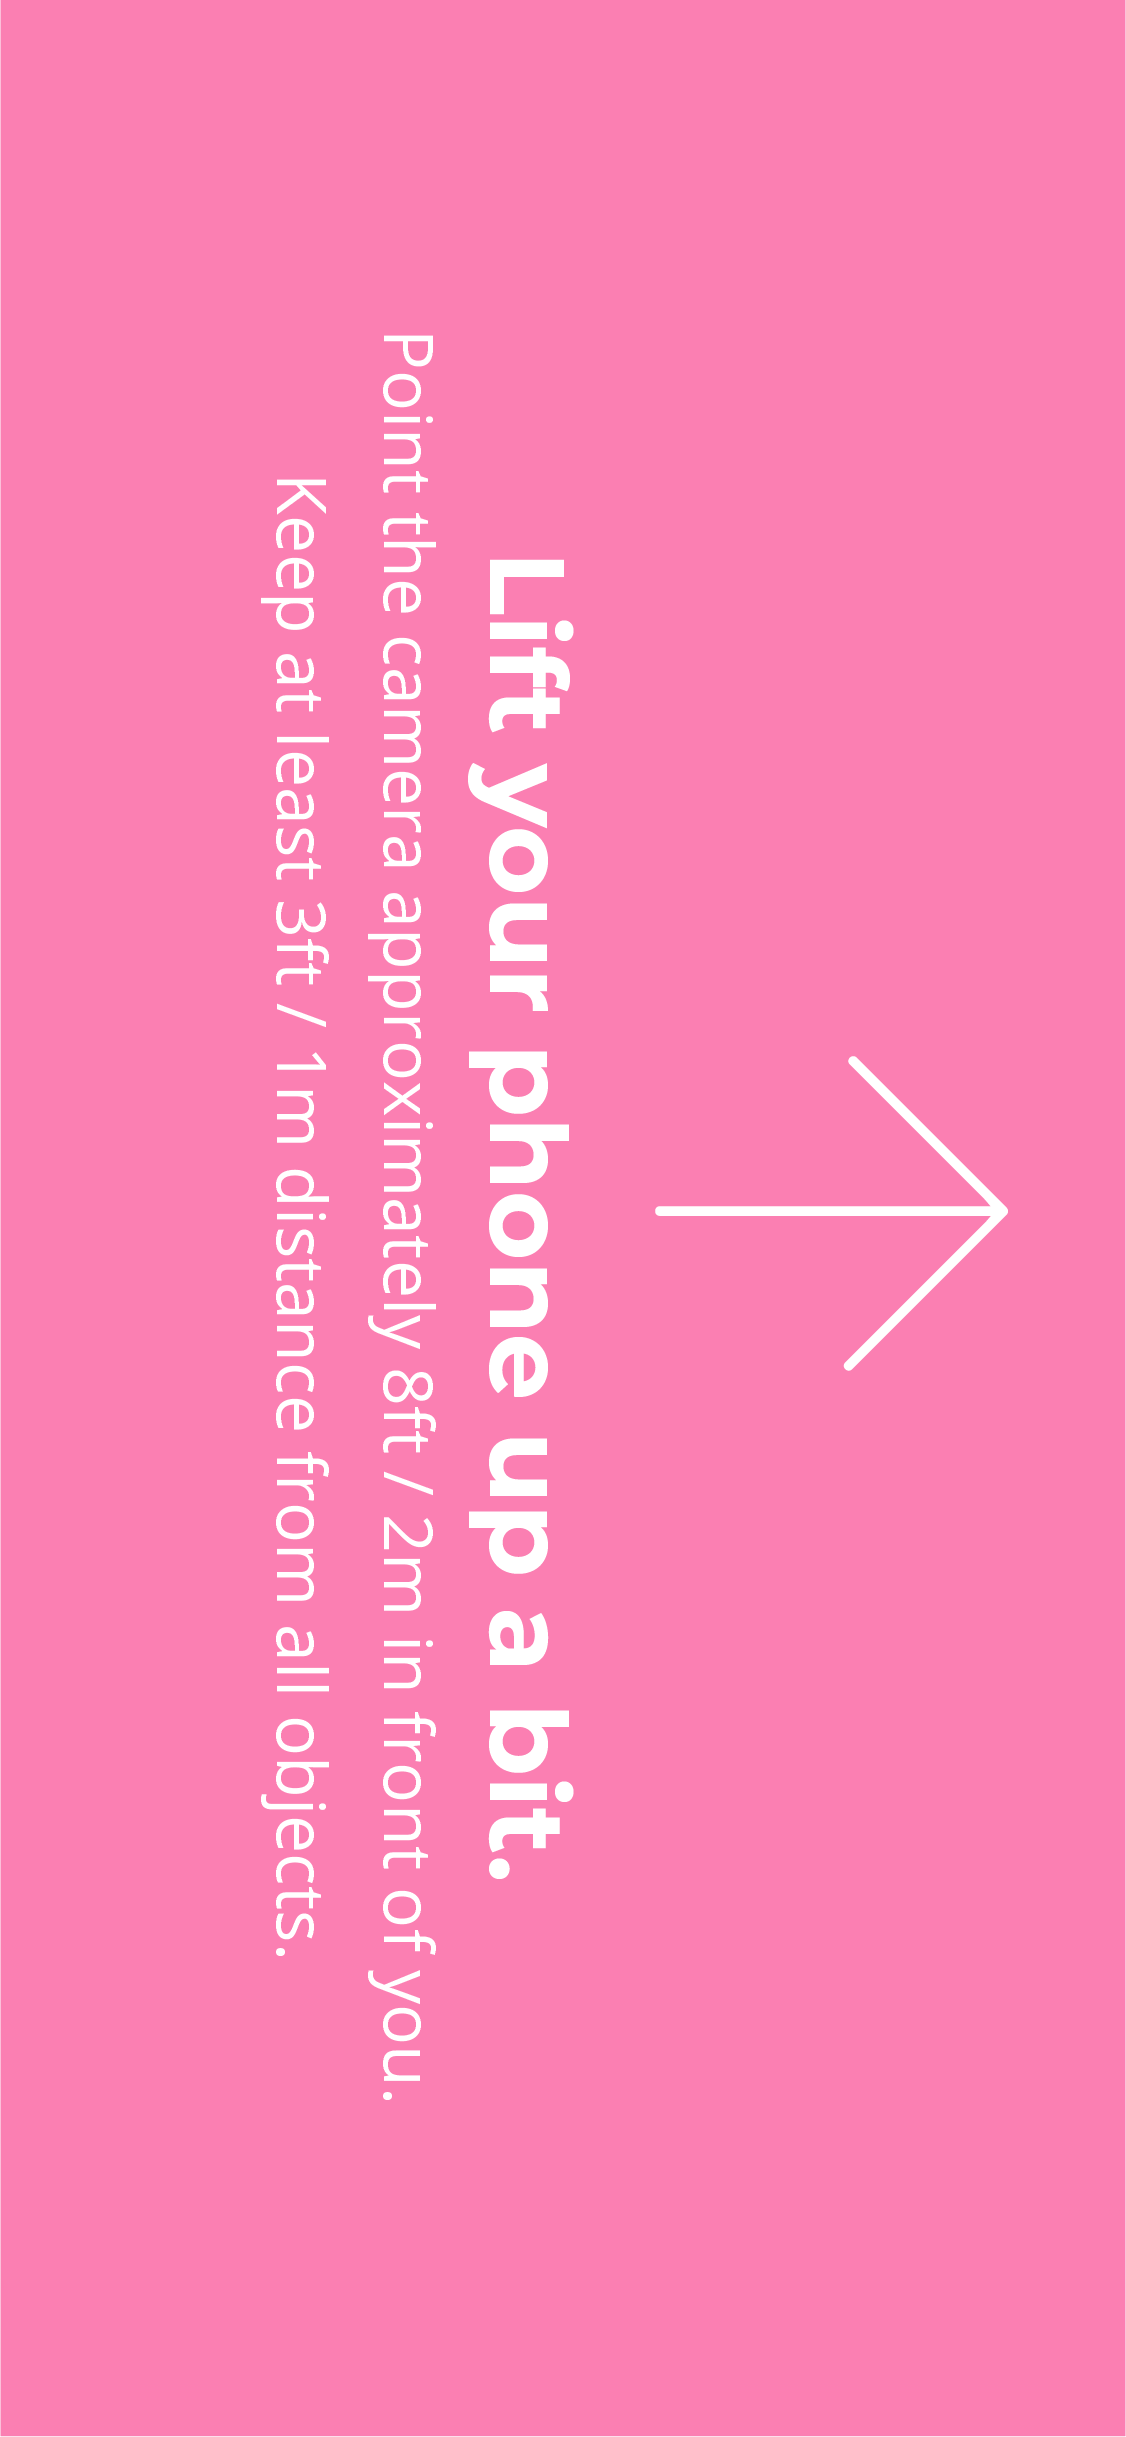 Lift your phone up a bit.
Point the camera approximately 8ft / 2m in front of you.
Keep at least 3ft / 1m distance from all objects.